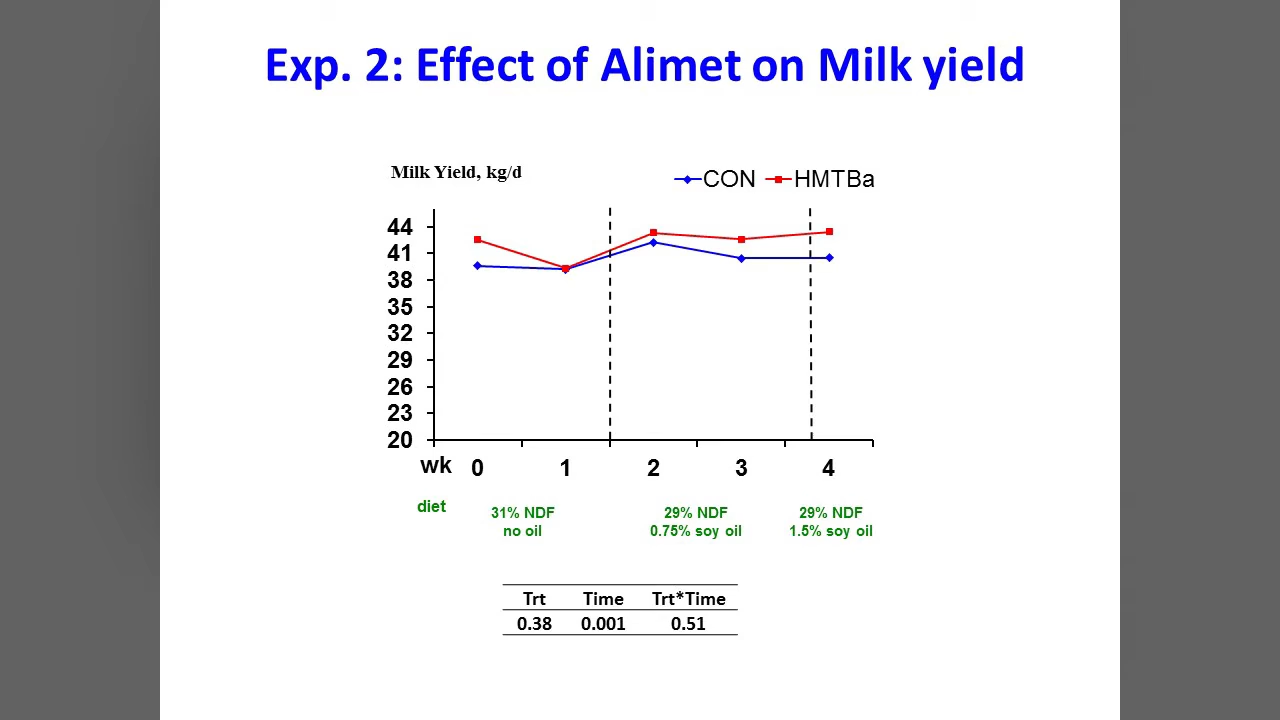 Exp. 2: Effect of Alimet on Milk yield
Milk Yield, kg/d
CON HMTBa
44
41
38
35
32
29
26
23
20
wk 0 1 2 3 4
diet
31% NDF 29% NDF 29% NDF
no oil 0.75% soy oil 1.5% soy oil
Trt Time Trt*Time
0.38 0.001 0.51